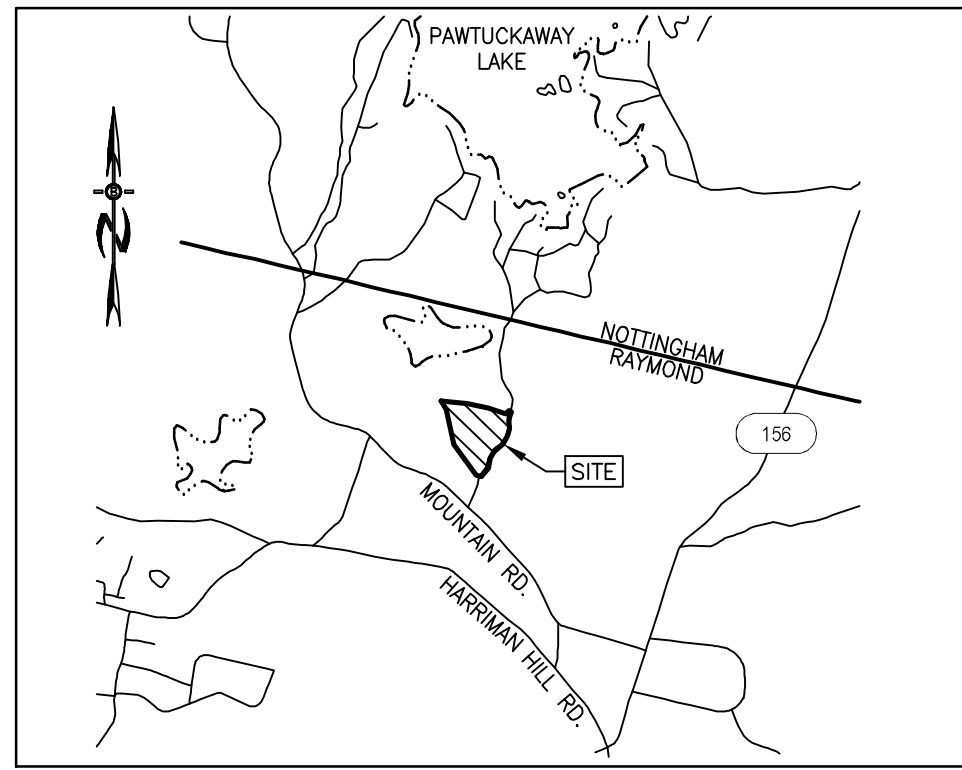 PAWTUCKAWAY
LAKE
B
N
NOTTINGHAM
RAYMOND
156
SITE
MOUNTAIN RD.
HARRIMAN HILL RD.